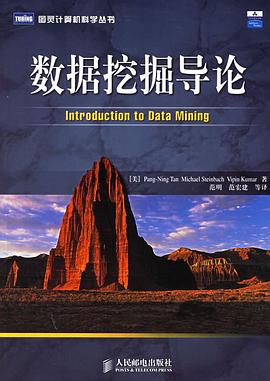 TURING
图灵计算机科学丛书
数据挖掘导论
Introduction to Data Mining
[美] Pang-Ning Tan Michael Steinbach Vipin Kumar 著
范明 范宏建 等译
人民邮电出版社
POSTS & TELECOM PRESS